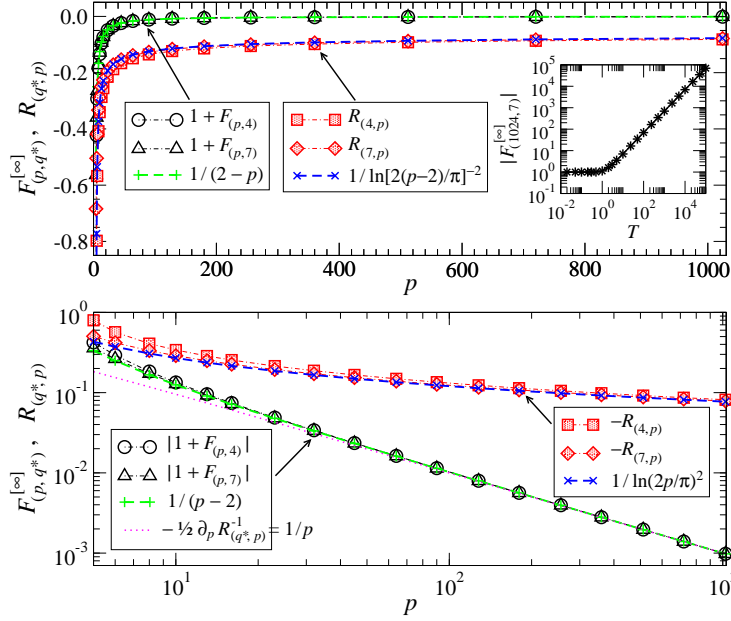 0.0
-0.2
-0.4
-0.6
-0.8
F^{[∞]}_{(p,q*)}, R_{(q*,p)}
1+F_{(p,4)}
1+F_{(p,7)}
1/(2−p)
R_{(4,p)}
R_{(7,p)}
1/ln[2(p−2)/π]^{−2}
|F^{[∞]}_{(1024,7)}|
10^5
10^4
10^3
10^2
10^1
10^0
10^{-1}
10^{-2} 10^0 10^2 10^4
T
0 200 400 600 800 1000
p
10^0
10^{-1}
10^{-2}
10^{-3}
F^{[∞]}_{(p,q*)}, R_{(q*,p)}
|1+F_{(p,4)}|
|1+F_{(p,7)}|
1/(p−2)
− ½ ∂_p R^{-1}_{(q*,p)} = 1/p
−R_{(4,p)}
−R_{(7,p)}
1/ln(2p/π)^2
10^1 10^2 10^3
p